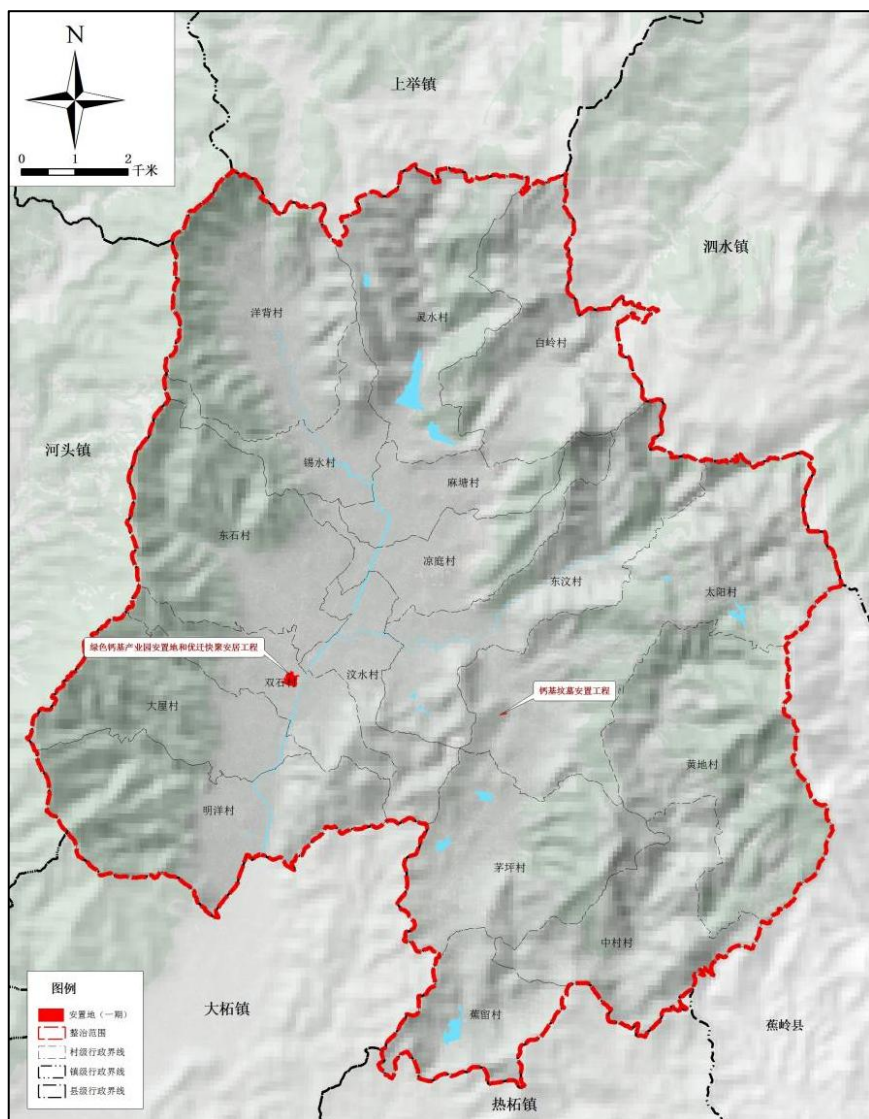 N
0 1 2
千米
上举镇
泗水镇
洋背村
灵水村
白岭村
河头镇
锡水村
麻塘村
东石村
凉庭村
东汶村
太阳村
绿色钙基产业园安置地和优迁快聚安居工程
汶水村
双石村
钙基坟墓安置工程
大屋村
黄地村
明洋村
茅坪村
中村村
图例
安置地（一期）
整治范围
村级行政界线
镇级行政界线
县级行政界线
大柘镇
蕉留村
蕉岭县
热柘镇